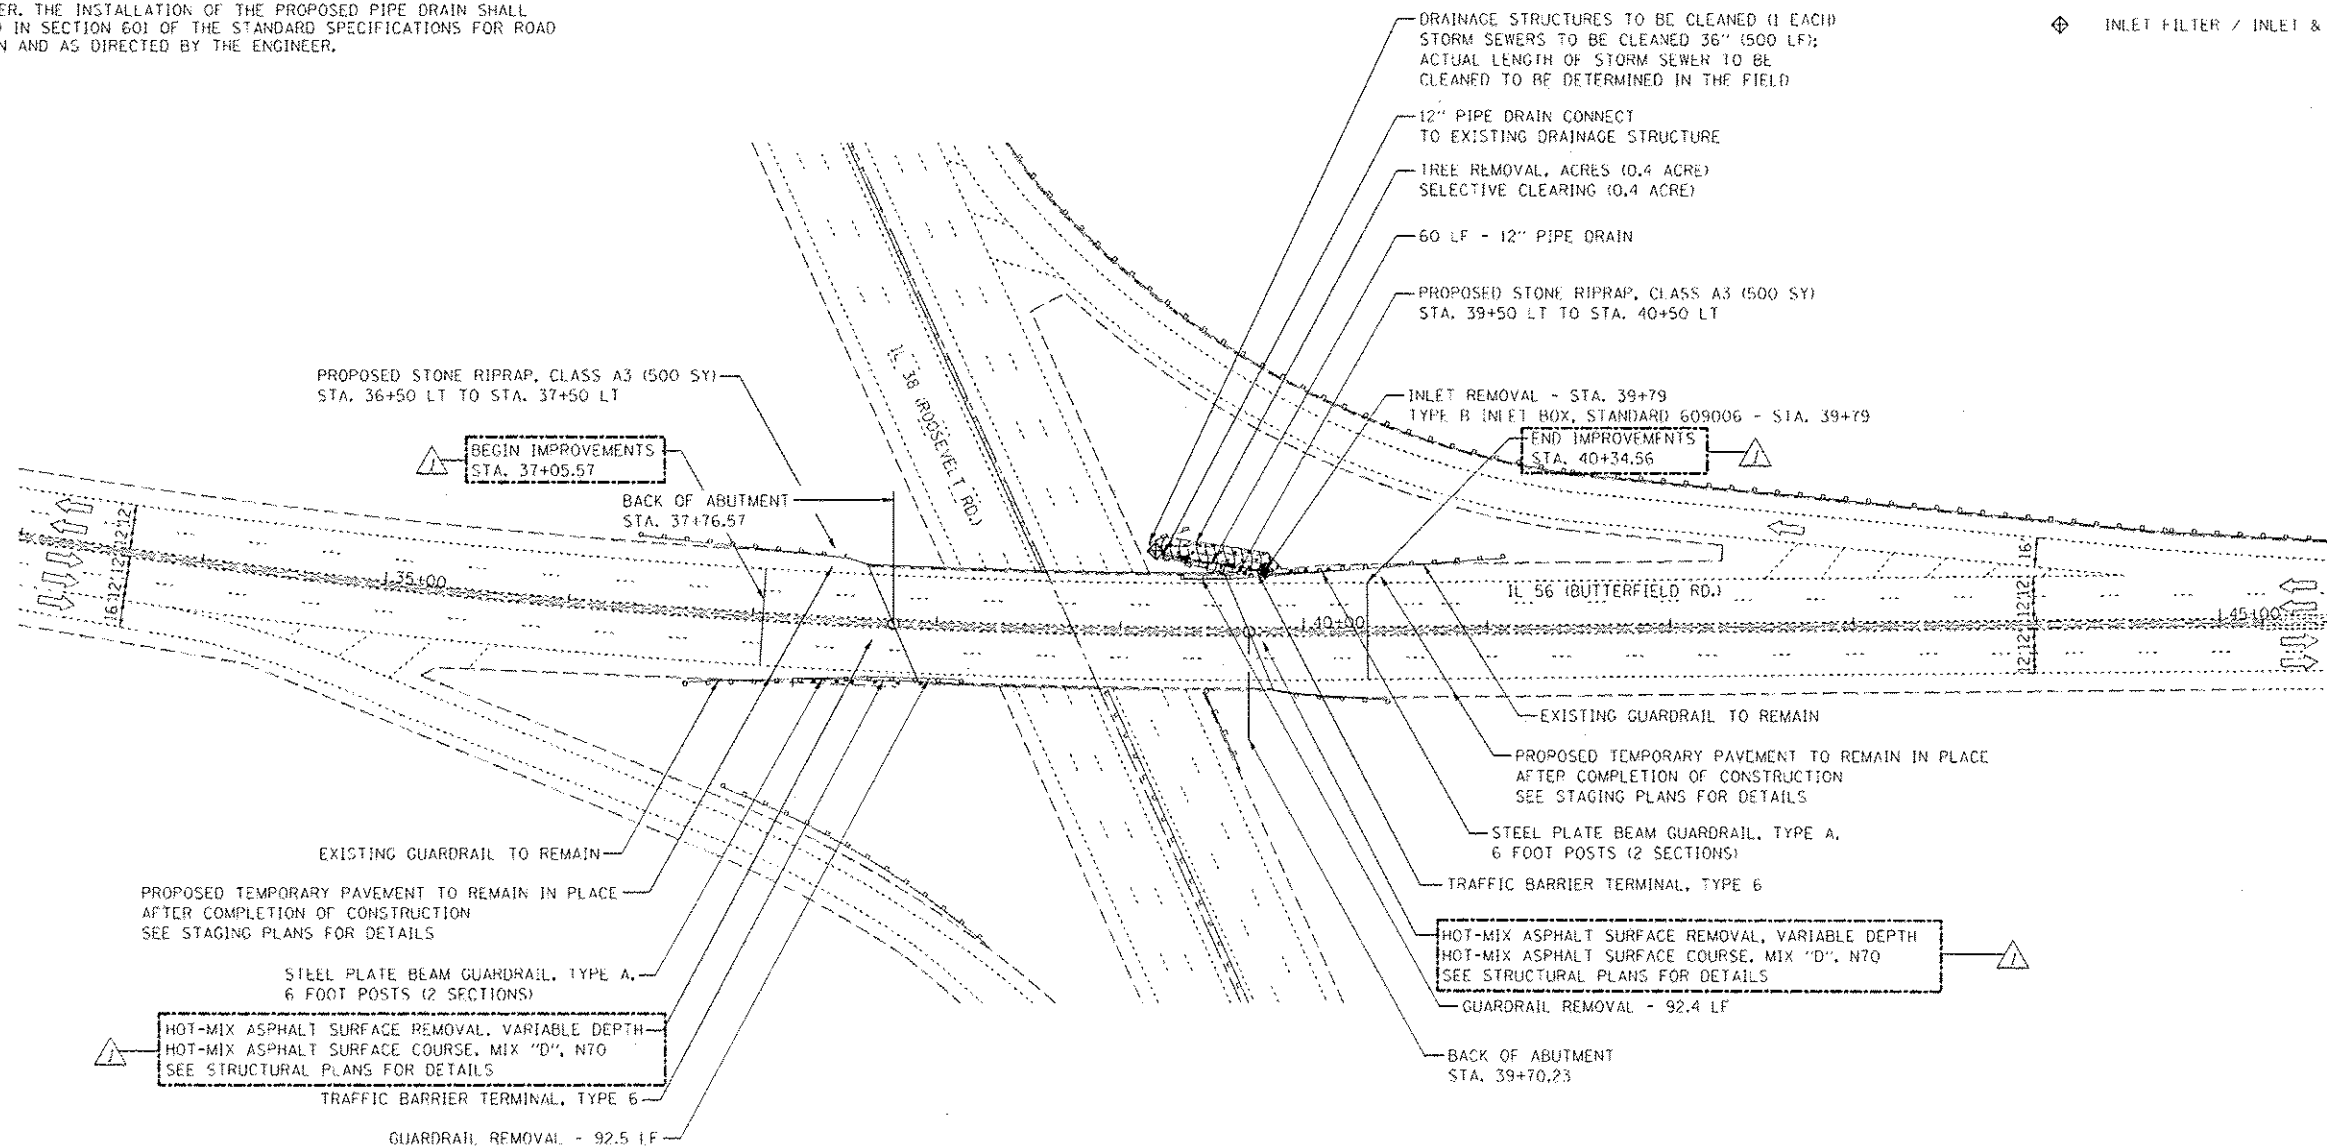 ER. THE INSTALLATION OF THE PROPOSED PIPE DRAIN SHALL
IN SECTION 601 OF THE STANDARD SPECIFICATIONS FOR ROAD
N AND AS DIRECTED BY THE ENGINEER.
DRAINAGE STRUCTURES TO BE CLEANED (1 EACH)
STORM SEWERS TO BE CLEANED 36" (500 LF);
ACTUAL LENGTH OF STORM SEWER TO BE
CLEANED TO BE DETERMINED IN THE FIELD
INLET FILTER / INLET &
12" PIPE DRAIN CONNECT
TO EXISTING DRAINAGE STRUCTURE
TREE REMOVAL, ACRES (0.4 ACRE)
SELECTIVE CLEARING (0.4 ACRE)
60 LF - 12" PIPE DRAIN
PROPOSED STONE RIPRAP, CLASS A3 (500 SY)
STA. 39+50 LT TO STA. 40+50 LT
PROPOSED STONE RIPRAP, CLASS A3 (500 SY)
STA. 36+50 LT TO STA. 37+50 LT
IL 38 (ROOSEVELT RD.)
INLET REMOVAL - STA. 39+79
TYPE B INLET BOX, STANDARD 609006 - STA. 39+79
BEGIN IMPROVEMENTS
STA. 37+05.57
1
END IMPROVEMENTS
STA. 40+34.56
1
BACK OF ABUTMENT
STA. 37+76.57
16' 12' 12' 12' 12'
35+00
IL 56 (BUTTERFIELD RD.)
40+00
12' 12' 12' 12' 16'
45+00
EXISTING GUARDRAIL TO REMAIN
PROPOSED TEMPORARY PAVEMENT TO REMAIN IN PLACE
AFTER COMPLETION OF CONSTRUCTION
SEE STAGING PLANS FOR DETAILS
STEEL PLATE BEAM GUARDRAIL, TYPE A,
6 FOOT POSTS (2 SECTIONS)
TRAFFIC BARRIER TERMINAL, TYPE 6
HOT-MIX ASPHALT SURFACE REMOVAL, VARIABLE DEPTH
HOT-MIX ASPHALT SURFACE COURSE, MIX "D", N70
SEE STRUCTURAL PLANS FOR DETAILS
1
GUARDRAIL REMOVAL - 92.4 LF
BACK OF ABUTMENT
STA. 39+70.23
EXISTING GUARDRAIL TO REMAIN
PROPOSED TEMPORARY PAVEMENT TO REMAIN IN PLACE
AFTER COMPLETION OF CONSTRUCTION
SEE STAGING PLANS FOR DETAILS
STEEL PLATE BEAM GUARDRAIL, TYPE A,
6 FOOT POSTS (2 SECTIONS)
1
HOT-MIX ASPHALT SURFACE REMOVAL, VARIABLE DEPTH
HOT-MIX ASPHALT SURFACE COURSE, MIX "D", N70
SEE STRUCTURAL PLANS FOR DETAILS
TRAFFIC BARRIER TERMINAL, TYPE 6
GUARDRAIL REMOVAL - 92.5 LF